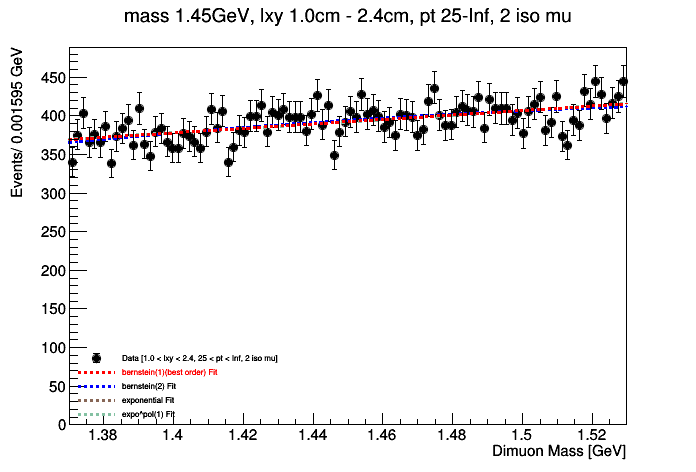 mass 1.45GeV, lxy 1.0cm - 2.4cm, pt 25-Inf, 2 iso mu
Events/ 0.001595 GeV
450
400
350
300
250
200
150
100
50
0
Data [1.0 < lxy < 2.4, 25 < pt < Inf, 2 iso mu]
bernstein(1)(best order) Fit
bernstein(2) Fit
exponential Fit
expo*pol(1) Fit
1.38 1.4 1.42 1.44 1.46 1.48 1.5 1.52
Dimuon Mass [GeV]